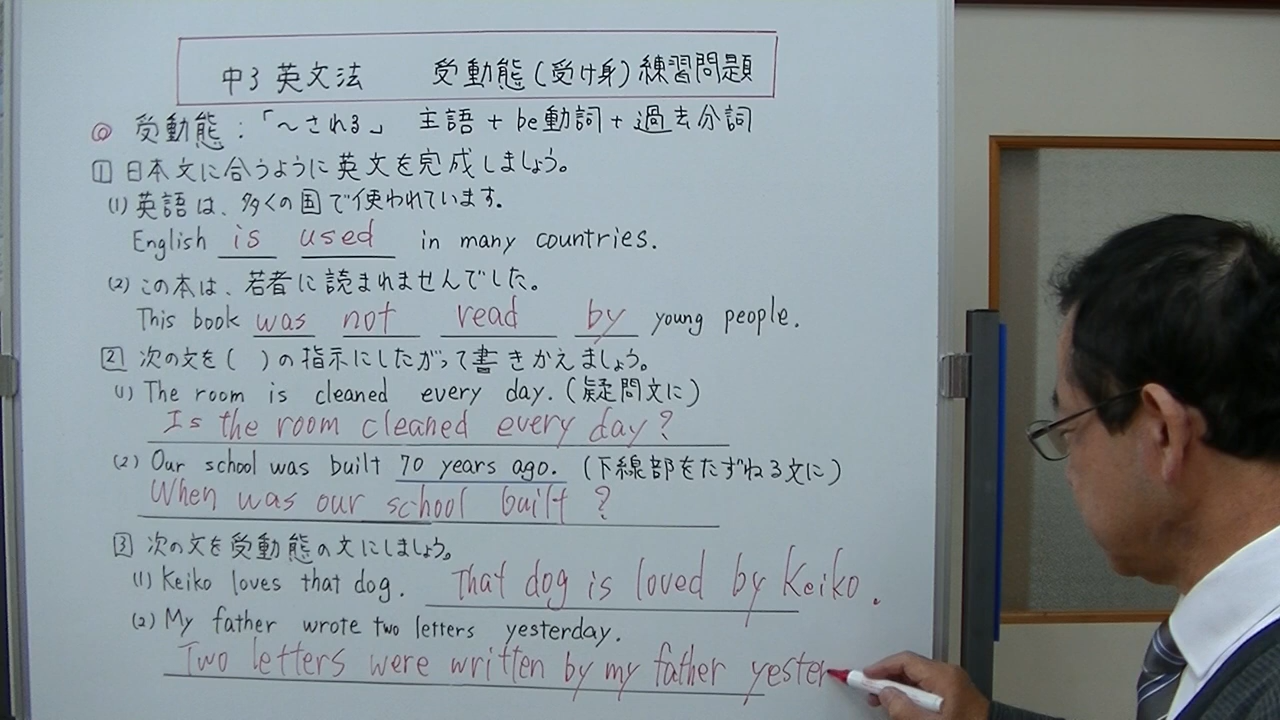 中3 英文法 受動態(受け身)練習問題
◎ 受動態:「～される」 主語 + be動詞 + 過去分詞
1 日本文に合うように英文を完成しましょう。
(1) 英語は、多くの国で使われています。
English is used in many countries.
(2) この本は、若者に読まれませんでした。
This book was not read by young people.
2 次の文を( )の指示にしたがって書きかえましょう。
(1) The room is cleaned every day. (疑問文に)
Is the room cleaned every day?
(2) Our school was built 70 years ago. (下線部をたずねる文に)
When was our school built?
3 次の文を受動態の文にしましょう。
(1) Keiko loves that dog. That dog is loved by Keiko.
(2) My father wrote two letters yesterday.
Two letters were written by my father yester